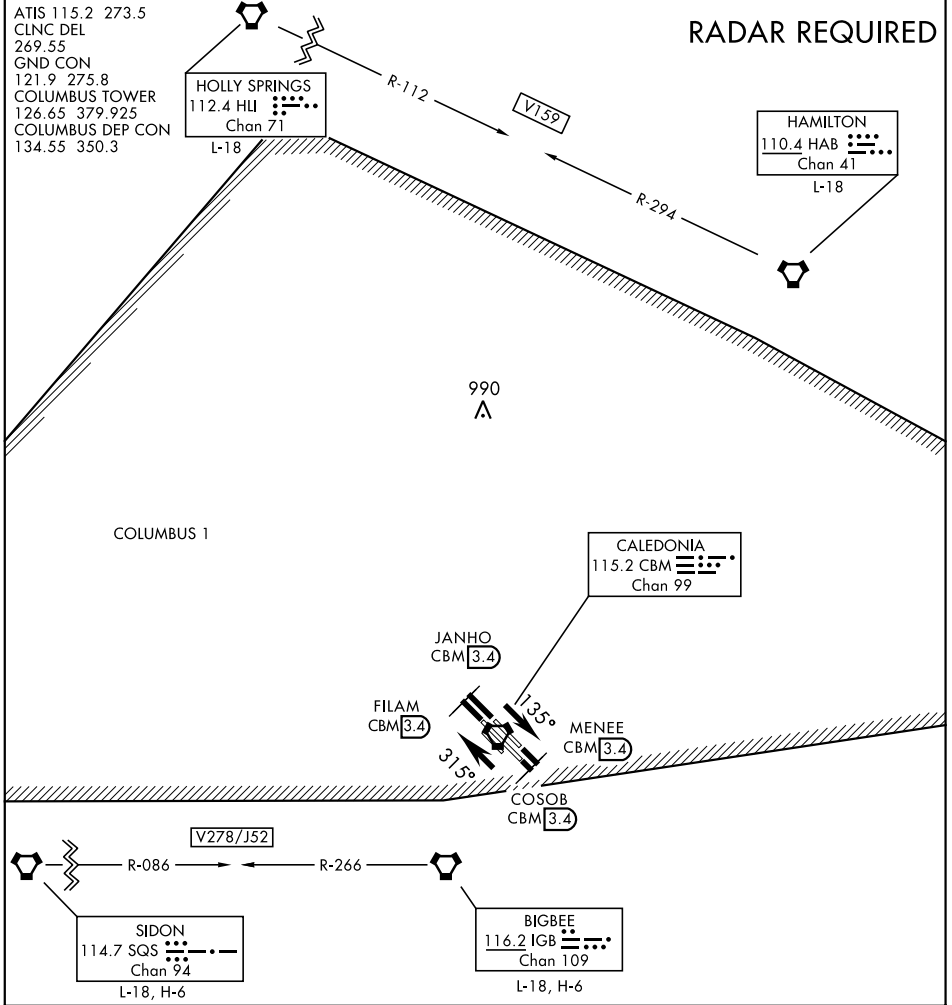 ATIS 115.2 273.5
CLNC DEL
269.55
GND CON
121.9 275.8
COLUMBUS TOWER
126.65 379.925
COLUMBUS DEP CON
134.55 350.3
RADAR REQUIRED
HOLLY SPRINGS
112.4 HLI
Chan 71
L-18
R-112
V159
R-294
HAMILTON
110.4 HAB
Chan 41
L-18
990
COLUMBUS 1
CALEDONIA
115.2 CBM
Chan 99
JANHO
CBM 3.4
FILAM
CBM 3.4
135°
315°
MENEE
CBM 3.4
COSOB
CBM 3.4
V278/J52
R-086
R-266
SIDON
114.7 SQS
Chan 94
L-18, H-6
BIGBEE
116.2 IGB
Chan 109
L-18, H-6